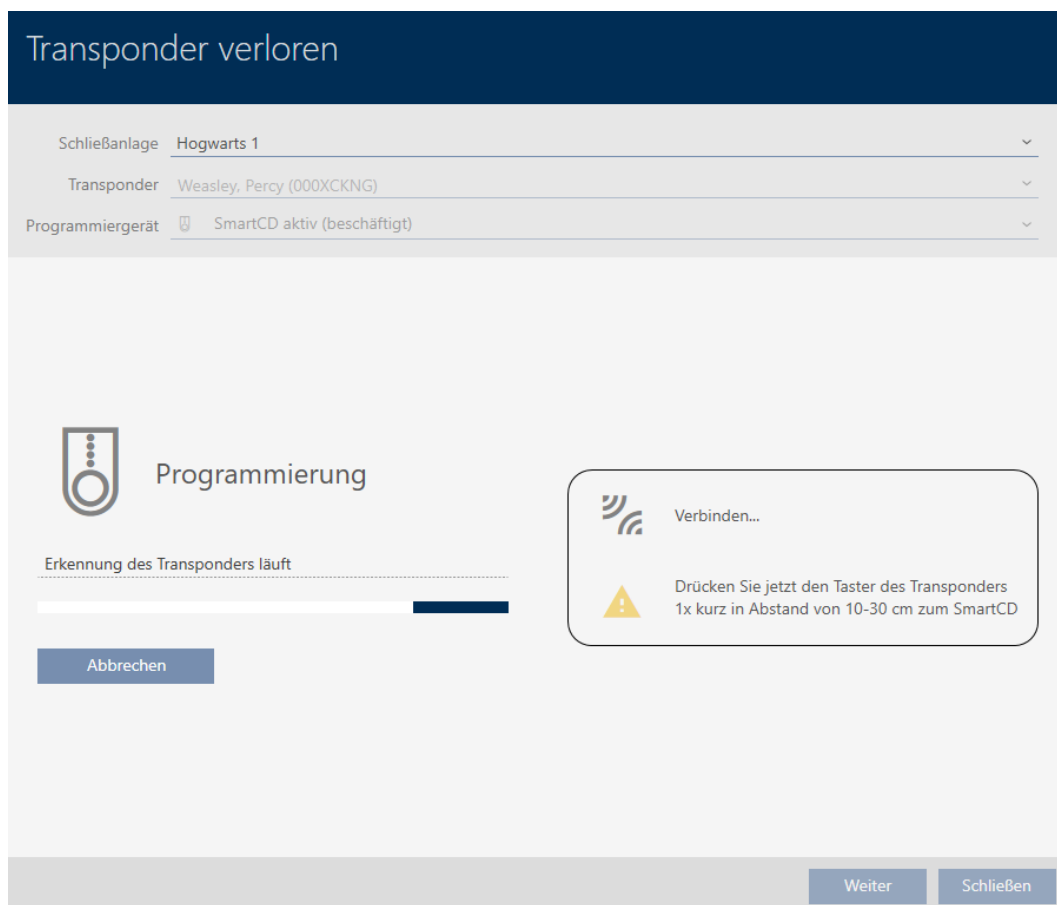 Transponder verloren
Schließanlage Hogwarts 1
Transponder Weasley, Percy (000XCKNG)
Programmiergerät SmartCD aktiv (beschäftigt)
Programmierung
Erkennung des Transponders läuft
Abbrechen
Verbinden...
Drücken Sie jetzt den Taster des Transponders
1x kurz in Abstand von 10-30 cm zum SmartCD
Weiter Schließen